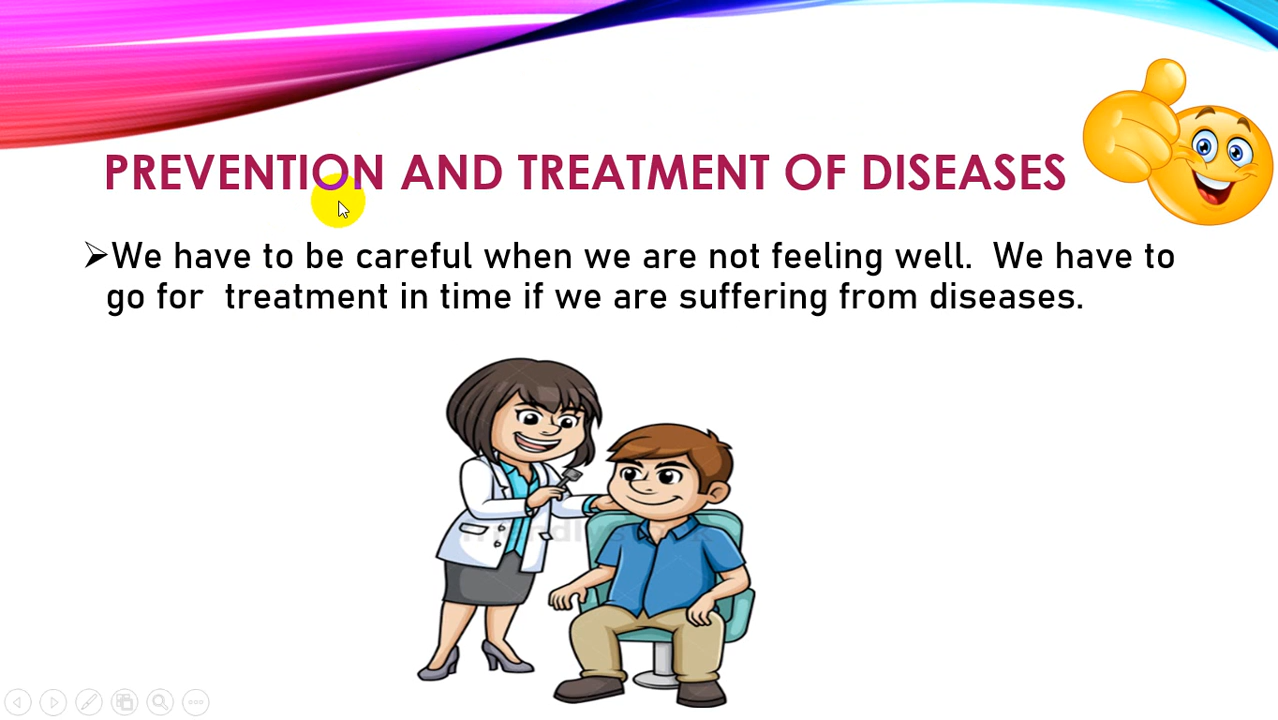 PREVENTION AND TREATMENT OF DISEASES
➢We have to be careful when we are not feeling well.  We have to
go for  treatment in time if we are suffering from diseases.